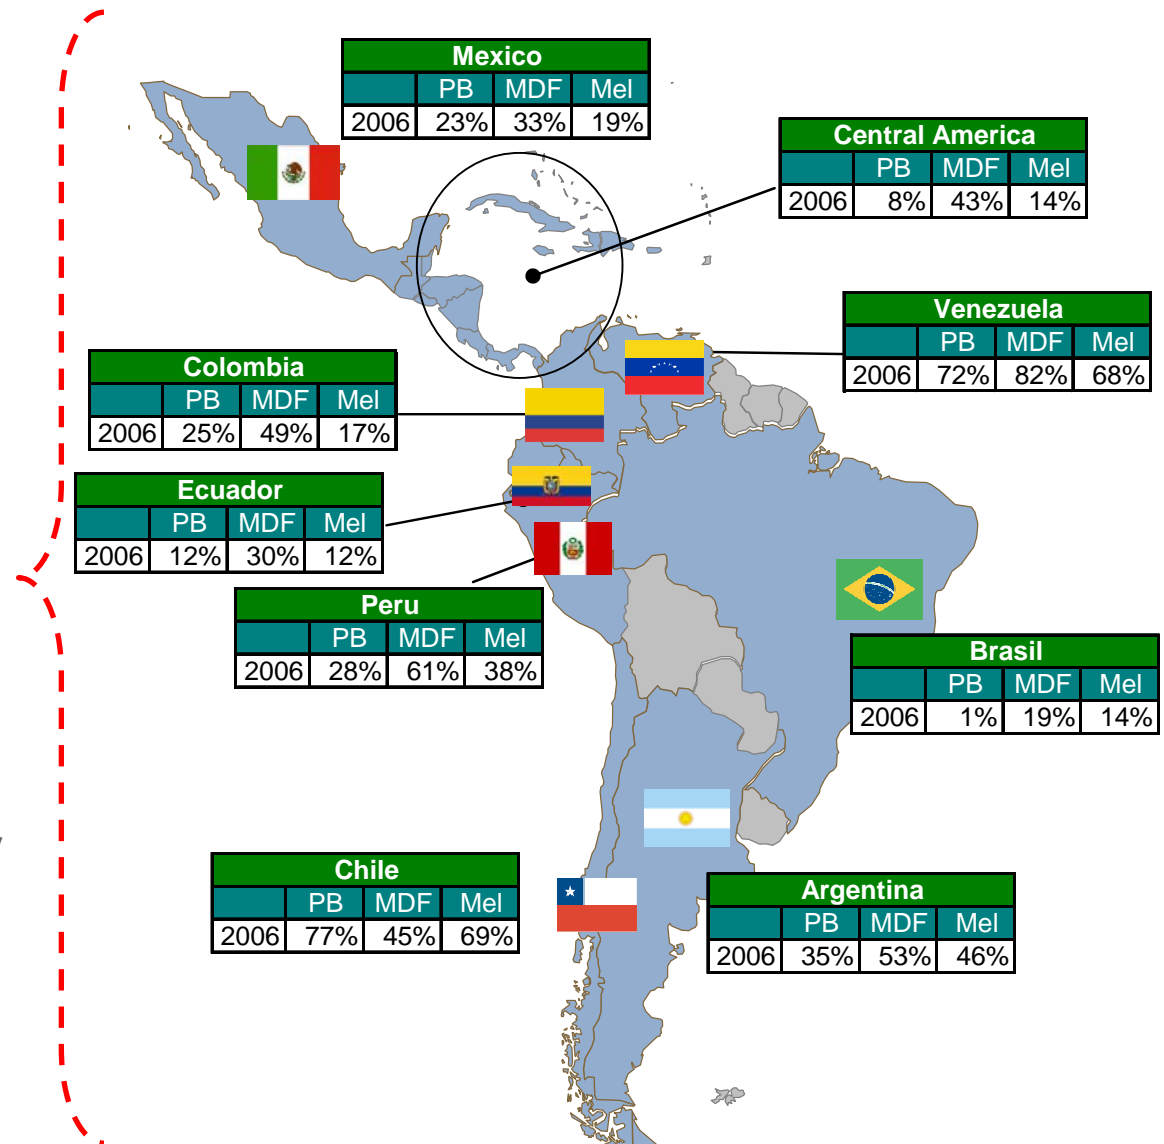 Mexico
PB MDF Mel
2006 23% 33% 19%
Central America
PB MDF Mel
2006 8% 43% 14%
Venezuela
PB MDF Mel
2006 72% 82% 68%
Colombia
PB MDF Mel
2006 25% 49% 17%
Ecuador
PB MDF Mel
2006 12% 30% 12%
Peru
PB MDF Mel
2006 28% 61% 38%
Brasil
PB MDF Mel
2006 1% 19% 14%
Chile
PB MDF Mel
2006 77% 45% 69%
Argentina
PB MDF Mel
2006 35% 53% 46%